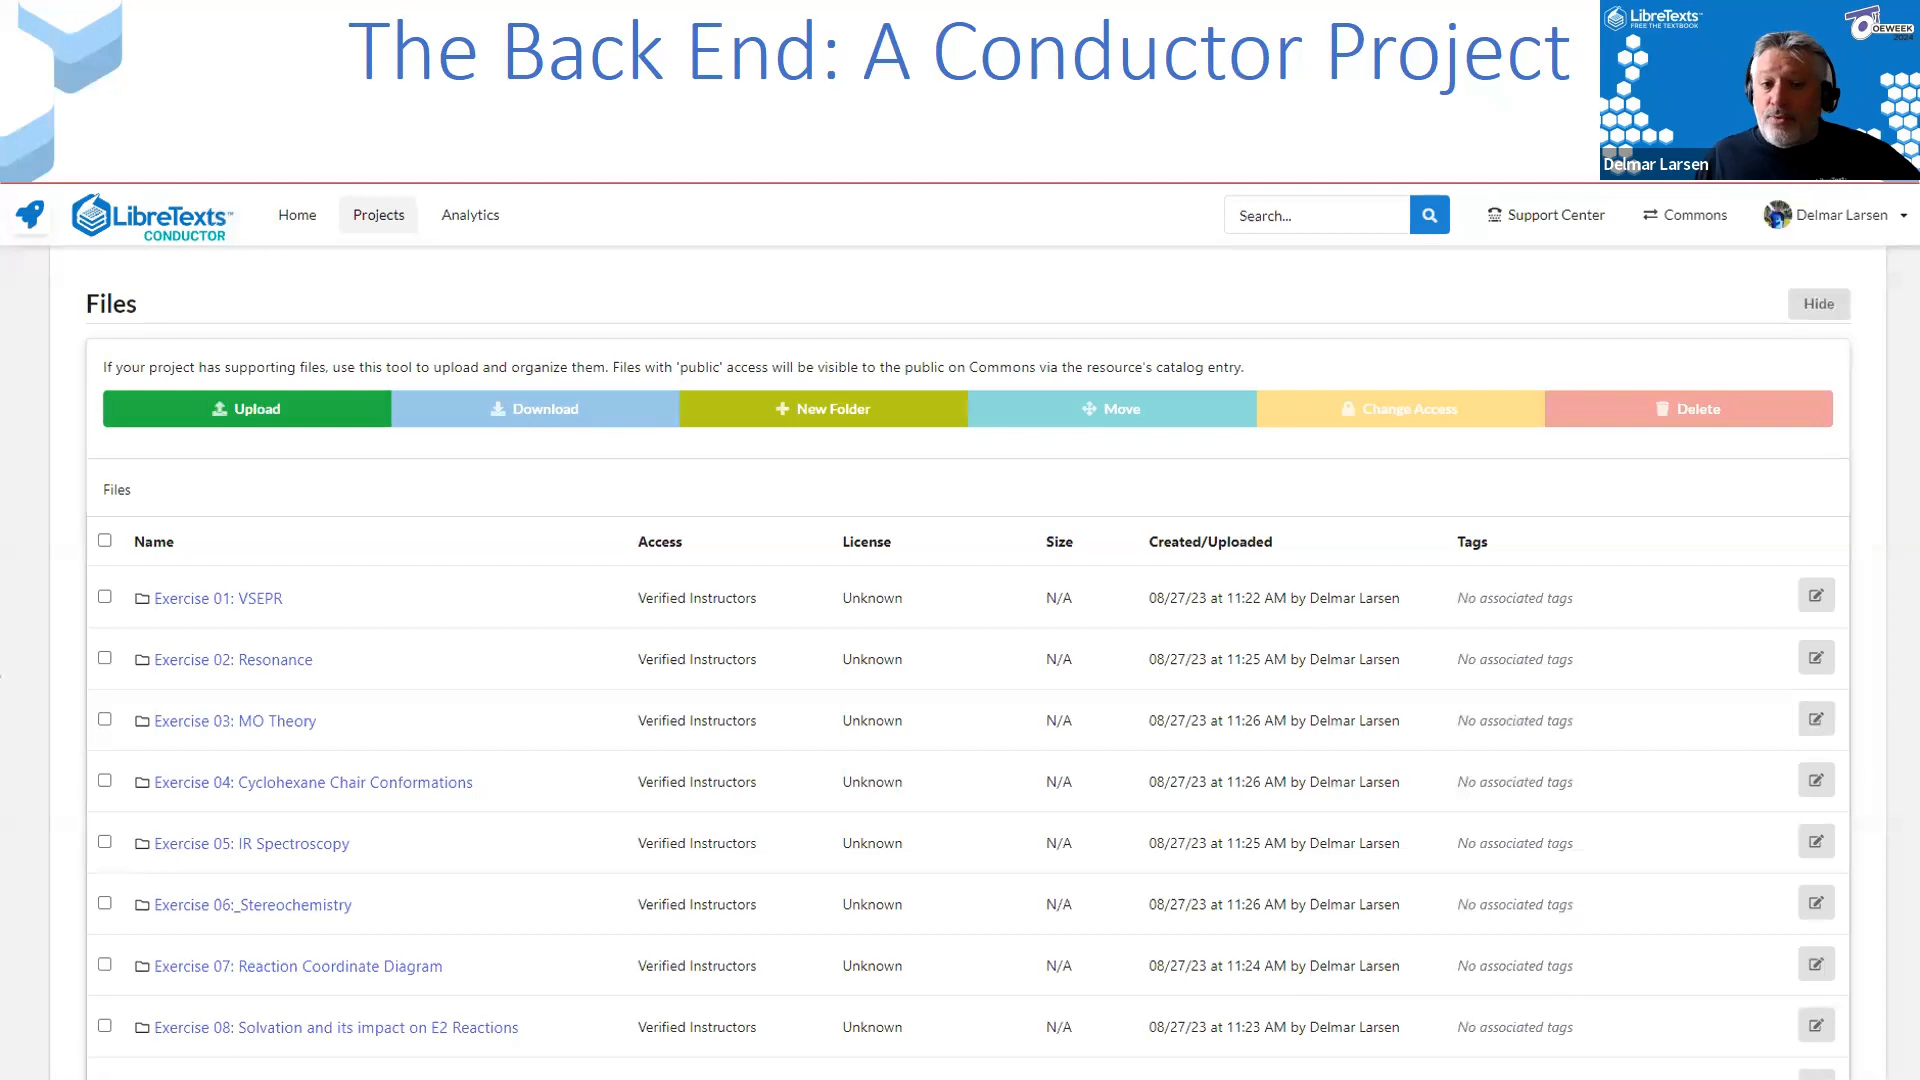 The Back End: A Conductor Project
LibreTexts
FREE THE TEXTBOOK
OEWEEK
2024
Delmar Larsen
LibreTexts™
CONDUCTOR
Home
Projects
Analytics
Search...
Support Center
Commons
Delmar Larsen
Files
Hide
If your project has supporting files, use this tool to upload and organize them. Files with 'public' access will be visible to the public on Commons via the resource's catalog entry.
Upload
Download
New Folder
Move
Change Access
Delete
Files
Name Access License Size Created/Uploaded Tags
Exercise 01: VSEPR Verified Instructors Unknown N/A 08/27/23 at 11:22 AM by Delmar Larsen No associated tags
Exercise 02: Resonance Verified Instructors Unknown N/A 08/27/23 at 11:25 AM by Delmar Larsen No associated tags
Exercise 03: MO Theory Verified Instructors Unknown N/A 08/27/23 at 11:26 AM by Delmar Larsen No associated tags
Exercise 04: Cyclohexane Chair Conformations Verified Instructors Unknown N/A 08/27/23 at 11:26 AM by Delmar Larsen No associated tags
Exercise 05: IR Spectroscopy Verified Instructors Unknown N/A 08/27/23 at 11:25 AM by Delmar Larsen No associated tags
Exercise 06:_Stereochemistry Verified Instructors Unknown N/A 08/27/23 at 11:26 AM by Delmar Larsen No associated tags
Exercise 07: Reaction Coordinate Diagram Verified Instructors Unknown N/A 08/27/23 at 11:24 AM by Delmar Larsen No associated tags
Exercise 08: Solvation and its impact on E2 Reactions Verified Instructors Unknown N/A 08/27/23 at 11:23 AM by Delmar Larsen No associated tags